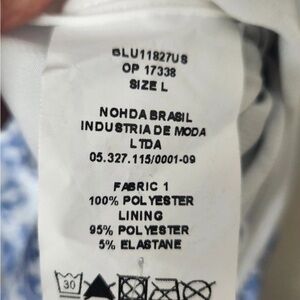 BLU11827US
OP 17338
SIZE L
NOHDA BRASIL
INDUSTRIA DE MODA
LTDA
05.327.115/0001-09
FABRIC 1
100% POLYESTER
LINING
95% POLYESTER
5% ELASTANE
30